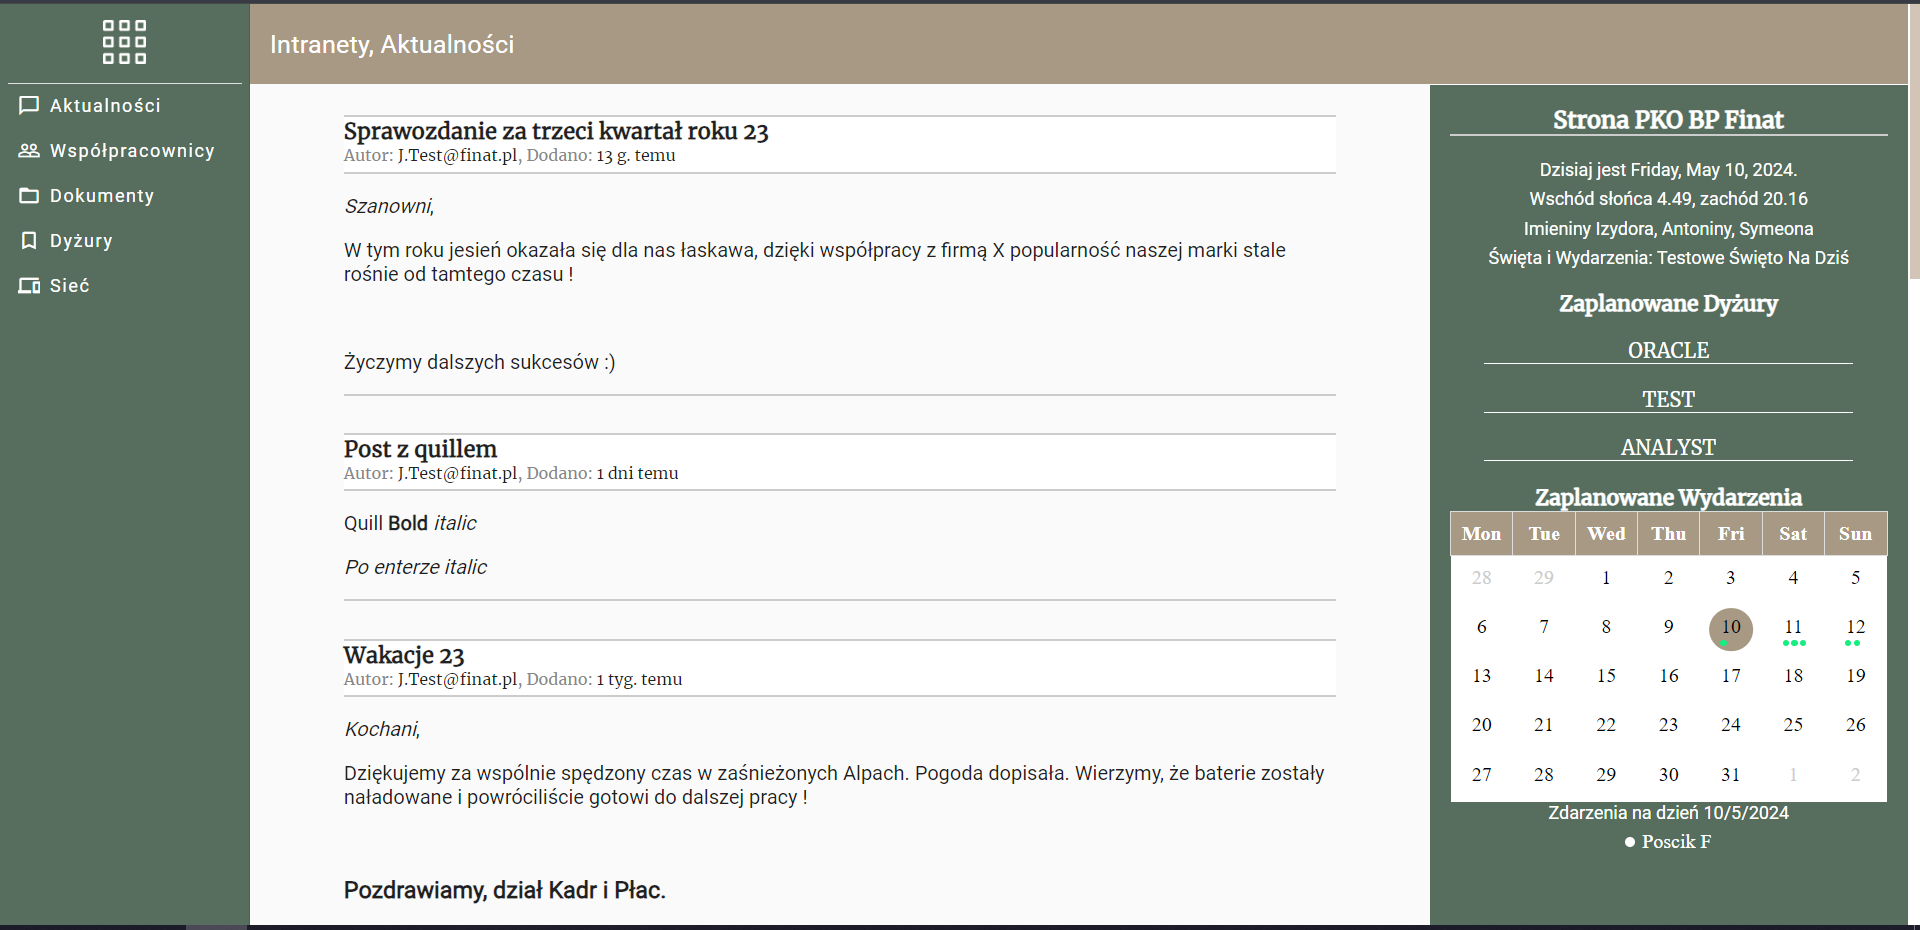 Intranety, Aktualności
Aktualności
Współpracownicy
Dokumenty
Dyżury
Sieć
Sprawozdanie za trzeci kwartał roku 23
Autor: J.Test@finat.pl, Dodano: 13 g. temu
Szanowni,
W tym roku jesień okazała się dla nas łaskawa, dzięki współpracy z firmą X popularność naszej marki stale
rośnie od tamtego czasu !
Życzymy dalszych sukcesów :)
Post z quillem
Autor: J.Test@finat.pl, Dodano: 1 dni temu
Quill Bold italic
Po enterze italic
Wakacje 23
Autor: J.Test@finat.pl, Dodano: 1 tyg. temu
Kochani,
Dziękujemy za wspólnie spędzony czas w zaśnieżonych Alpach. Pogoda dopisała. Wierzymy, że baterie zostały
naładowane i powróciliście gotowi do dalszej pracy !
Pozdrawiamy, dział Kadr i Płac.
Strona PKO BP Finat
Dzisiaj jest Friday, May 10, 2024.
Wschód słońca 4.49, zachód 20.16
Imieniny Izydora, Antoniny, Symeona
Święta i Wydarzenia: Testowe Święto Na Dziś
Zaplanowane Dyżury
ORACLE
TEST
ANALYST
Zaplanowane Wydarzenia
Mon Tue Wed Thu Fri Sat Sun
28 29 1 2 3 4 5
6 7 8 9 10 11 12
13 14 15 16 17 18 19
20 21 22 23 24 25 26
27 28 29 30 31 1 2
Zdarzenia na dzień 10/5/2024
Poscik F